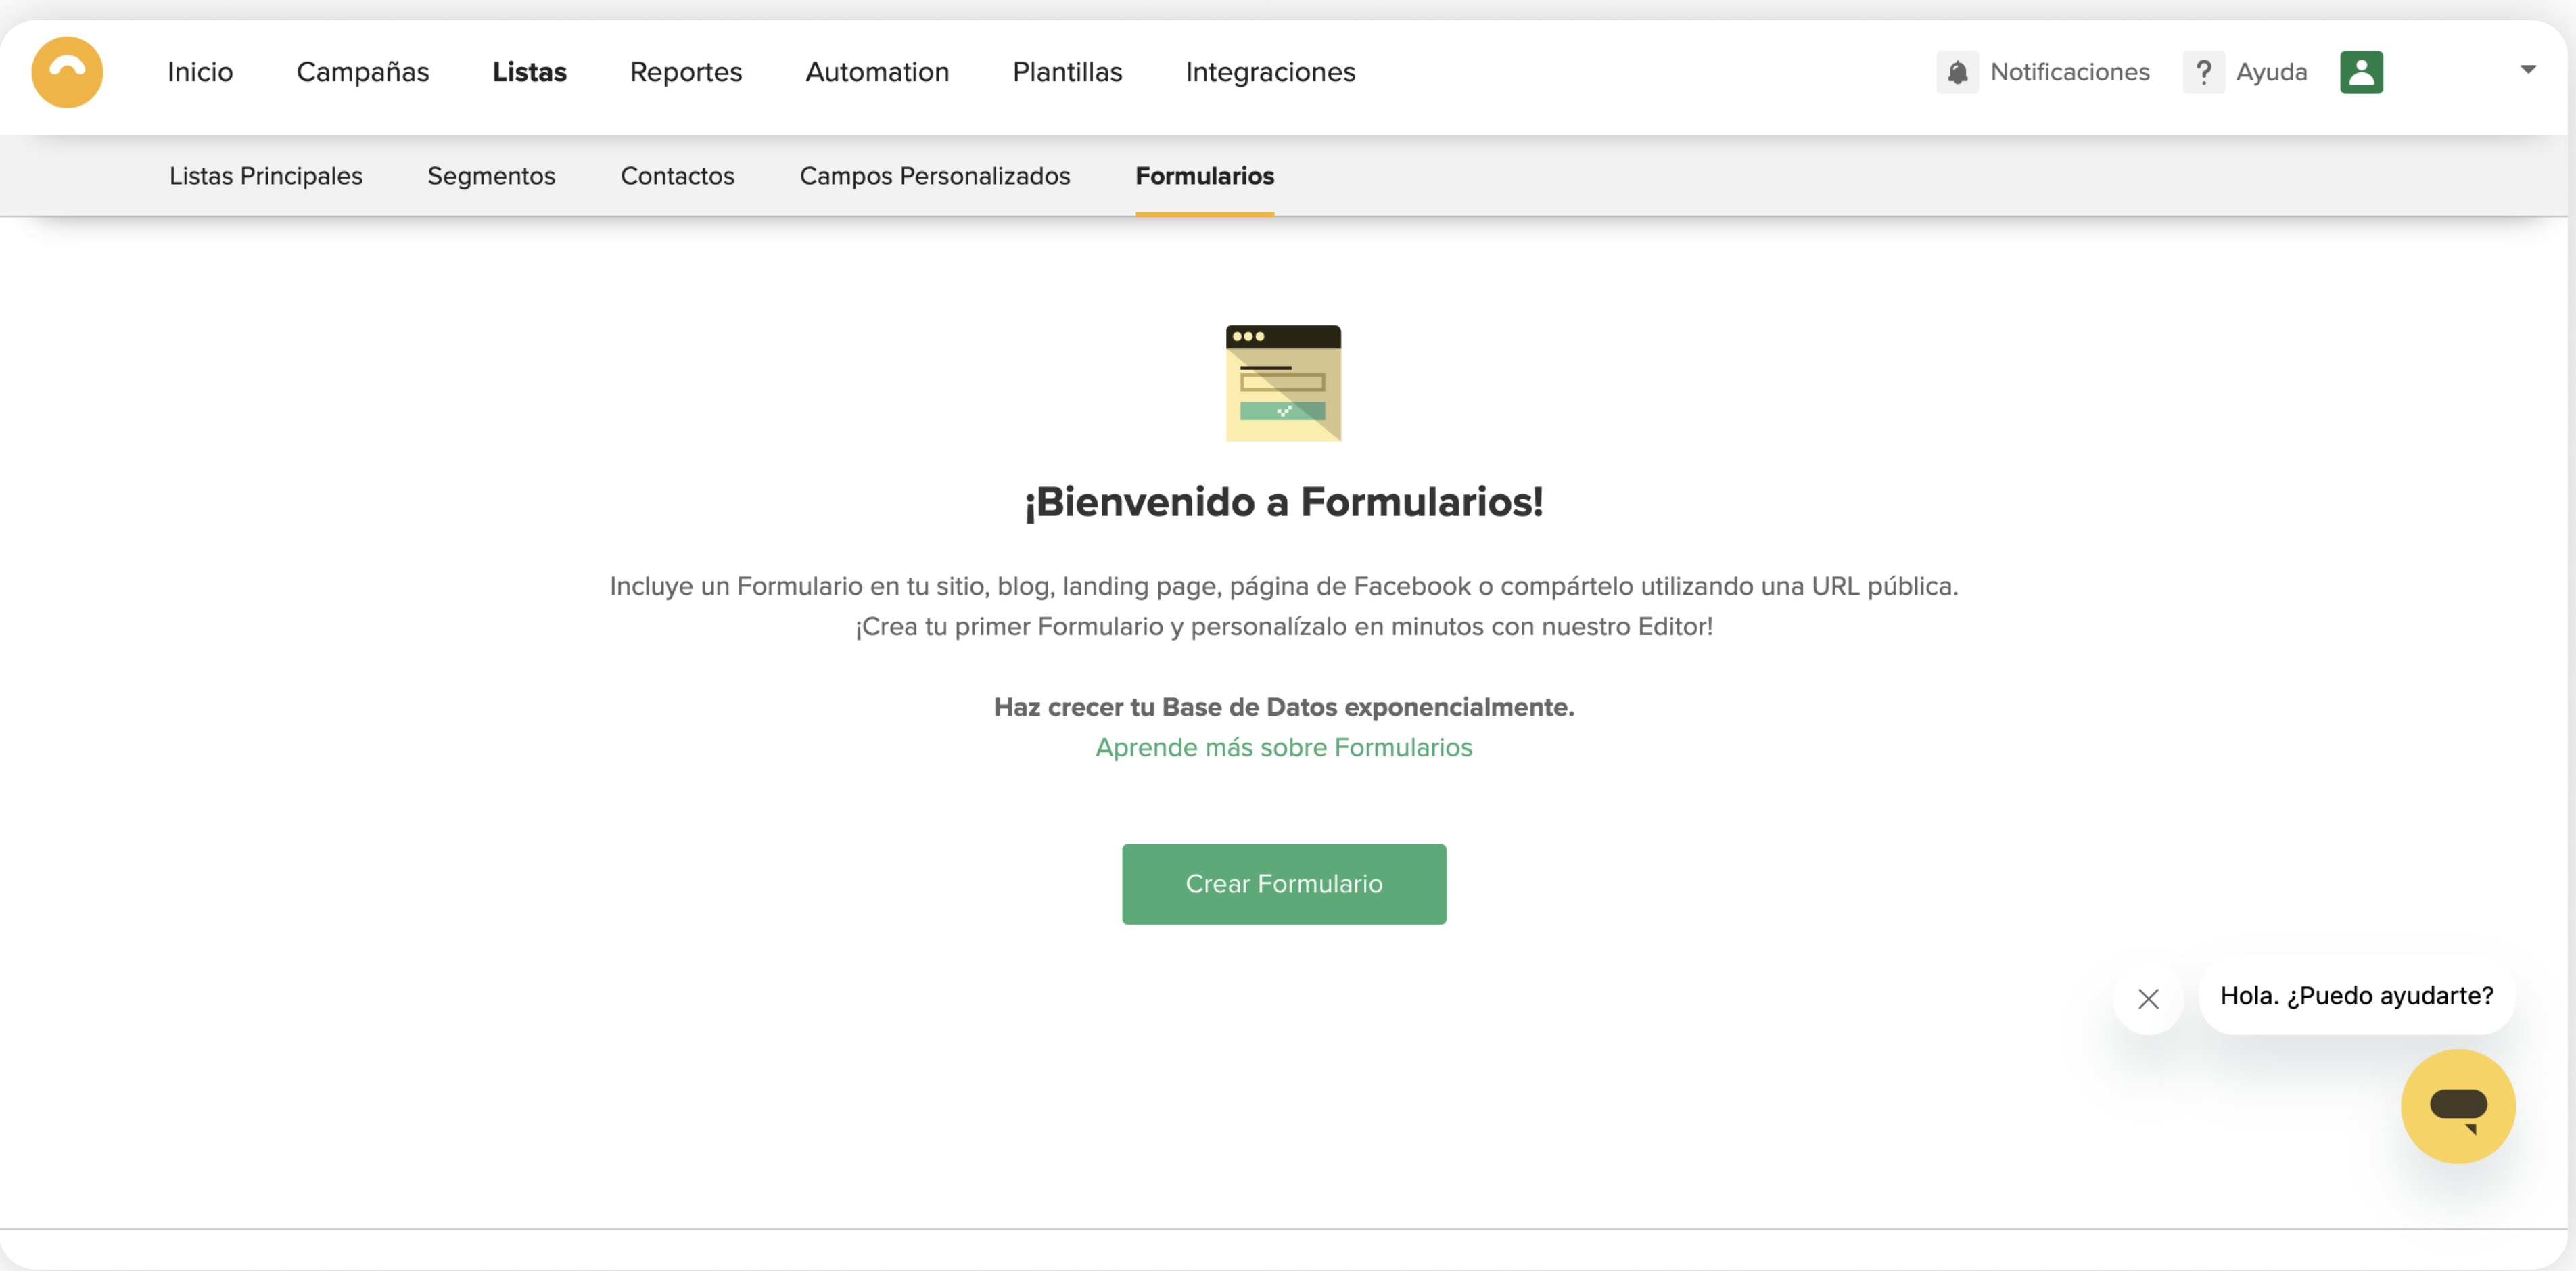 Inicio Campañas Listas Reportes Automation Plantillas Integraciones Notificaciones ? Ayuda
Listas Principales Segmentos Contactos Campos Personalizados Formularios
¡Bienvenido a Formularios!
Incluye un Formulario en tu sitio, blog, landing page, página de Facebook o compártelo utilizando una URL pública.
¡Crea tu primer Formulario y personalízalo en minutos con nuestro Editor!
Haz crecer tu Base de Datos exponencialmente.
Aprende más sobre Formularios
Crear Formulario
Hola. ¿Puedo ayudarte?